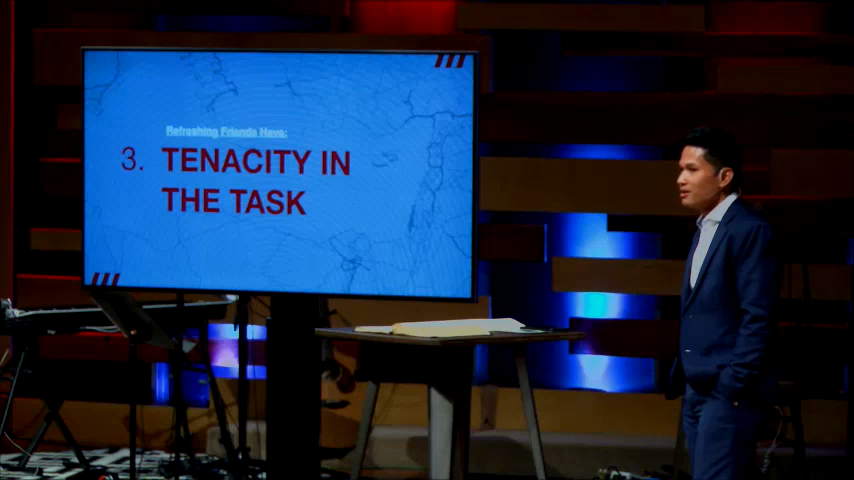 Refreshing Friends Have:
3. TENACITY IN
THE TASK